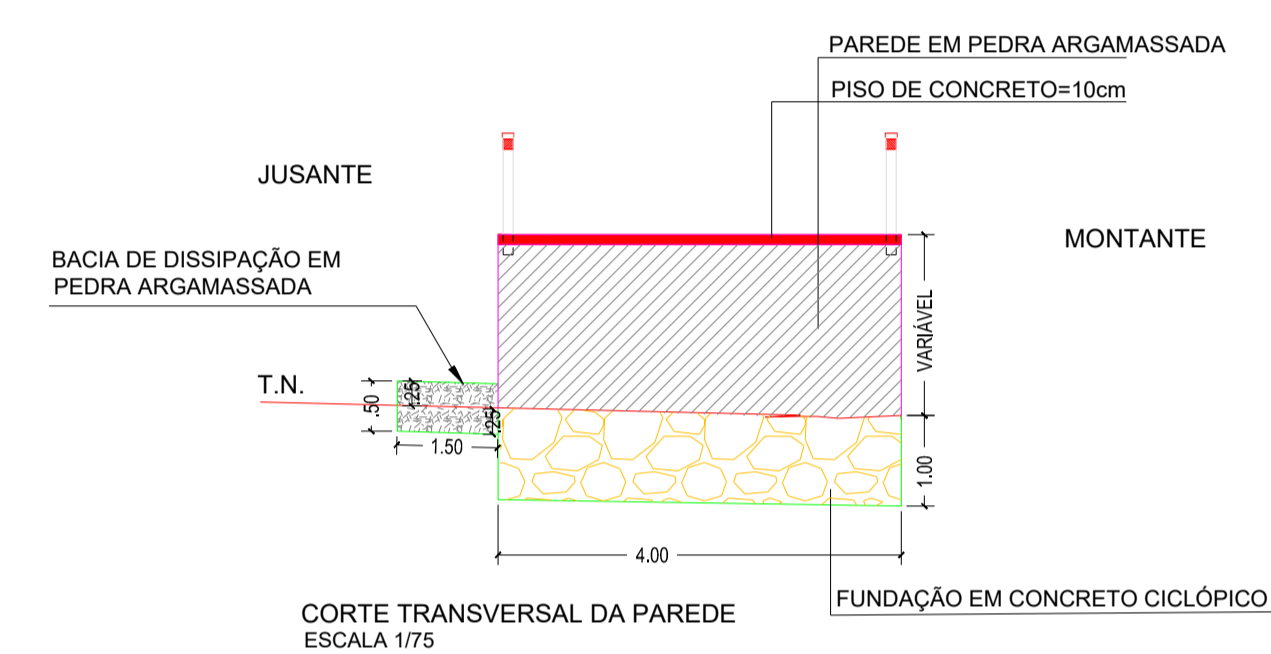 PAREDE EM PEDRA ARGAMASSADA
PISO DE CONCRETO=10cm
JUSANTE
MONTANTE
BACIA DE DISSIPAÇÃO EM
PEDRA ARGAMASSADA
VARIÁVEL
T.N.
.50
.25
.25
1.50
1.00
4.00
FUNDAÇÃO EM CONCRETO CICLÓPICO
CORTE TRANSVERSAL DA PAREDE
ESCALA 1/75